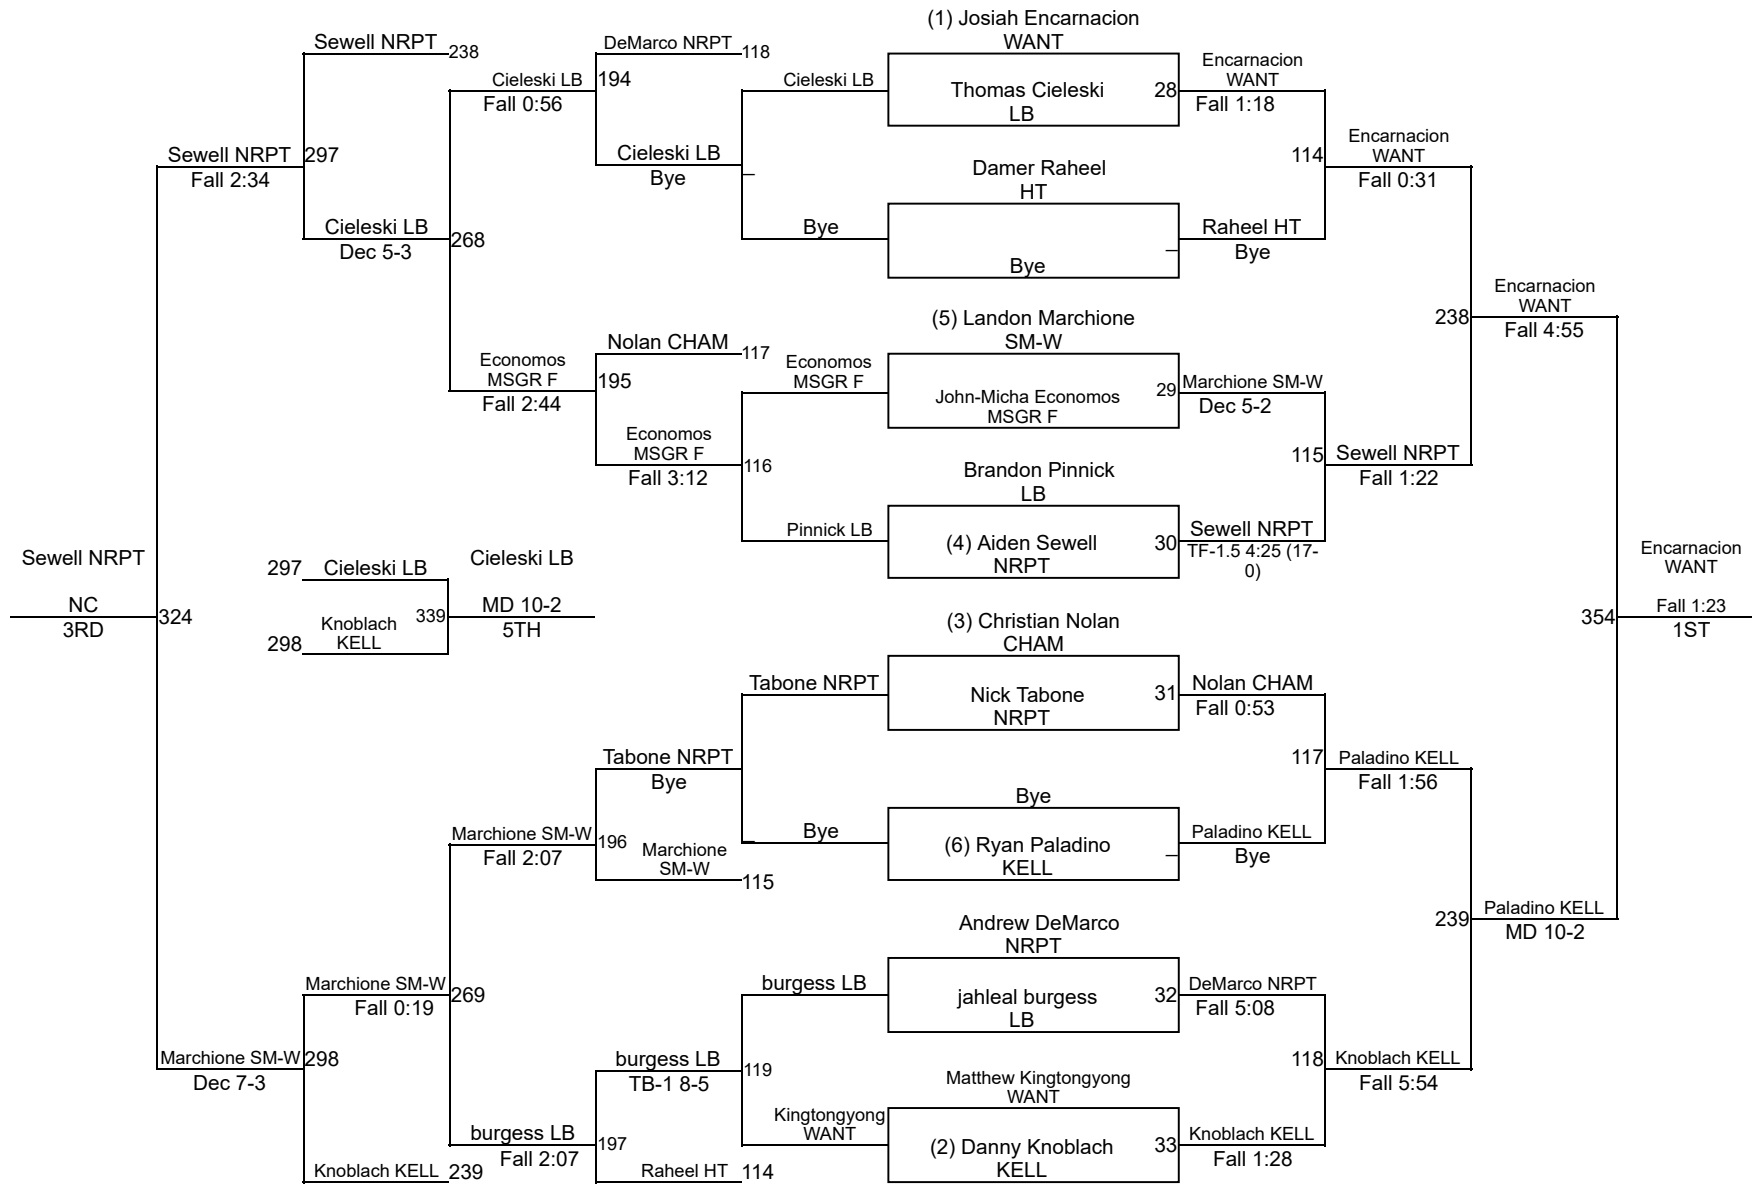 (1) Josiah Encarnacion
WANT
Sewell NRPT
238
DeMarco NRPT
118
Cieleski LB
194
Fall 0:56
Cieleski LB
Thomas Cieleski
LB
28
Encarnacion
WANT
Fall 1:18
Encarnacion
WANT
114
Fall 0:31
Sewell NRPT
297
Fall 2:34
Cieleski LB
Bye
Damer Raheel
HT
Cieleski LB
268
Dec 5-3
Bye
Bye
Raheel HT
Bye
Encarnacion
WANT
238
Fall 4:55
(5) Landon Marchione
SM-W
Nolan CHAM
117
Economos
MSGR F
195
Fall 2:44
Economos
MSGR F
John-Micha Economos
MSGR F
29
Marchione SM-W
Dec 5-2
Economos
MSGR F
116
Fall 3:12
Brandon Pinnick
LB
115
Sewell NRPT
Fall 1:22
Pinnick LB
(4) Aiden Sewell
NRPT
30
Sewell NRPT
TF-1.5 4:25 (17-
0)
Sewell NRPT
NC
3RD
324
297
Cieleski LB
Cieleski LB
298
Knoblach
KELL
339
MD 10-2
5TH
Encarnacion
WANT
354
Fall 1:23
1ST
(3) Christian Nolan
CHAM
Tabone NRPT
Nick Tabone
NRPT
31
Nolan CHAM
Fall 0:53
Tabone NRPT
Bye
117
Paladino KELL
Fall 1:56
Bye
Marchione SM-W
196
Fall 2:07
Marchione
SM-W
115
Bye
(6) Ryan Paladino
KELL
Paladino KELL
Bye
239
Paladino KELL
MD 10-2
Andrew DeMarco
NRPT
Marchione SM-W
269
Fall 0:19
burgess LB
jahleal burgess
LB
32
DeMarco NRPT
Fall 5:08
Marchione SM-W
298
Dec 7-3
burgess LB
119
TB-1 8-5
Matthew Kingtongyong
WANT
118
Knoblach KELL
Fall 5:54
Kingtongyong
WANT
burgess LB
197
Fall 2:07
(2) Danny Knoblach
KELL
33
Knoblach KELL
Fall 1:28
Knoblach KELL
239
Raheel HT
114